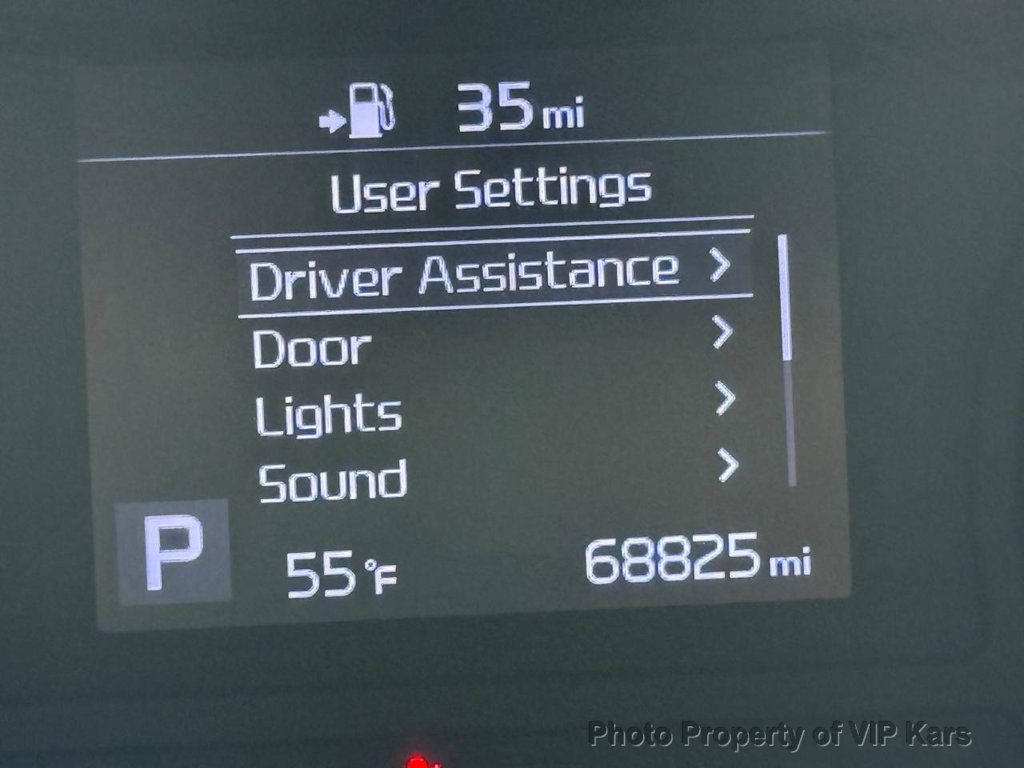 35 mi
User Settings
Driver Assistance >
Door >
Lights >
Sound >
P
55 °F 68825 mi
Photo Property of VIP Kars